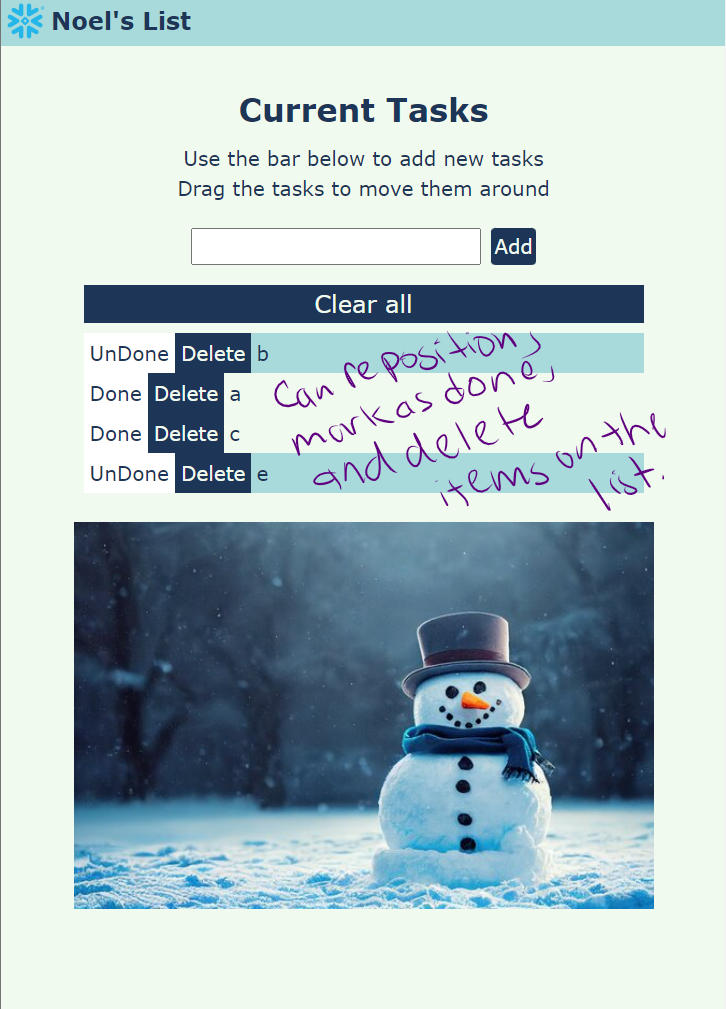 Noel's List
Current Tasks
Use the bar below to add new tasks
Drag the tasks to move them around
Add
Clear all
UnDone Delete b
Done Delete a
Done Delete c
UnDone Delete e
Can reposition,
mark as done,
and delete
items on the
list.